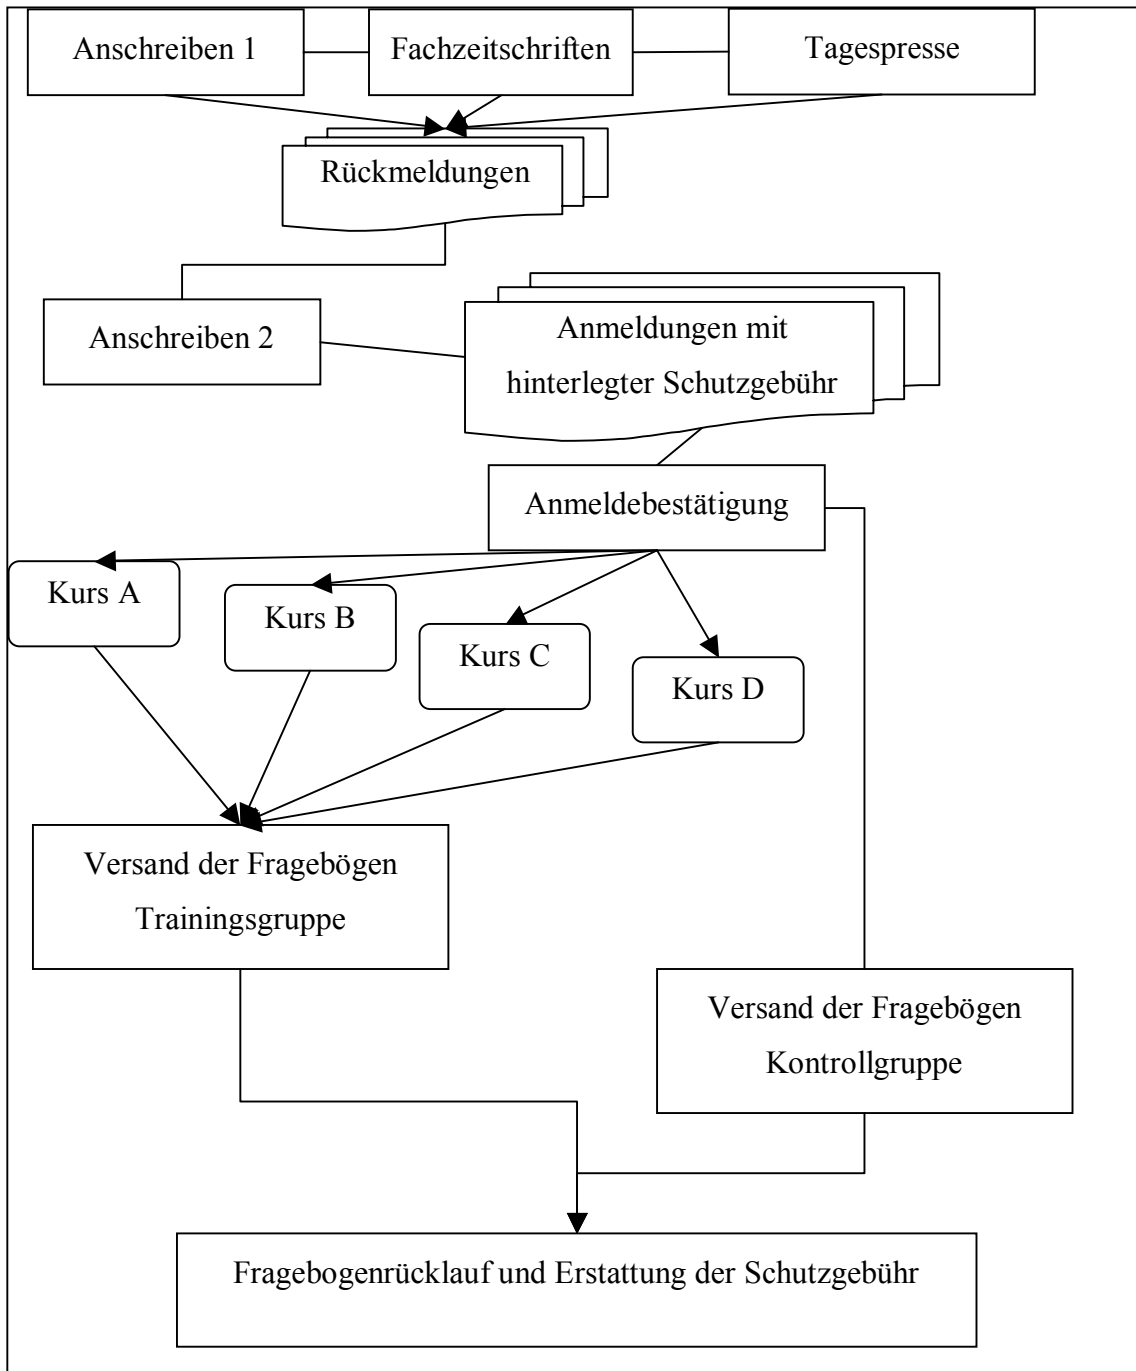 Anschreiben 1
Fachzeitschriften
Tagespresse
Rückmeldungen
Anschreiben 2
Anmeldungen mit
hinterlegter Schutzgebühr
Anmeldebestätigung
Kurs A
Kurs B
Kurs C
Kurs D
Versand der Fragebögen
Trainingsgruppe
Versand der Fragebögen
Kontrollgruppe
Fragebogenrücklauf und Erstattung der Schutzgebühr